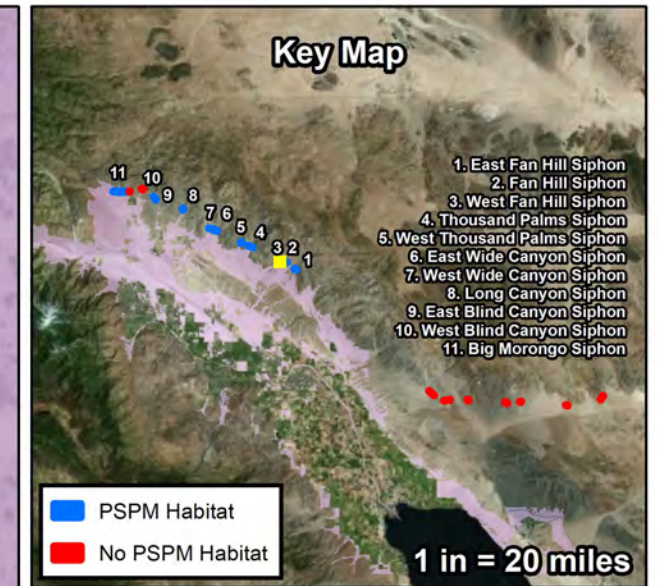 Key Map
11
10
9
8
7
6
5
4
3
2
1
1. East Fan Hill Siphon
2. Fan Hill Siphon
3. West Fan Hill Siphon
4. Thousand Palms Siphon
5. West Thousand Palms Siphon
6. East Wide Canyon Siphon
7. West Wide Canyon Siphon
8. Long Canyon Siphon
9. East Blind Canyon Siphon
10. West Blind Canyon Siphon
11. Big Morongo Siphon
PSPM Habitat
No PSPM Habitat
1 in = 20 miles